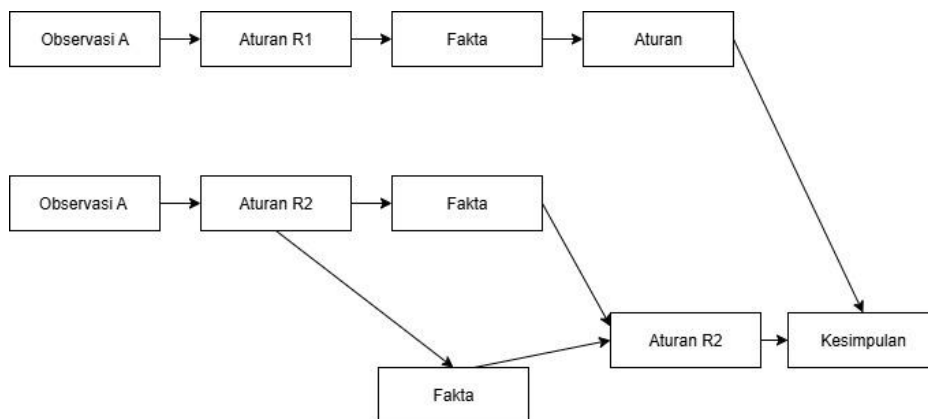 Observasi A
Aturan R1
Fakta
Aturan
Observasi A
Aturan R2
Fakta
Aturan R2
Kesimpulan
Fakta